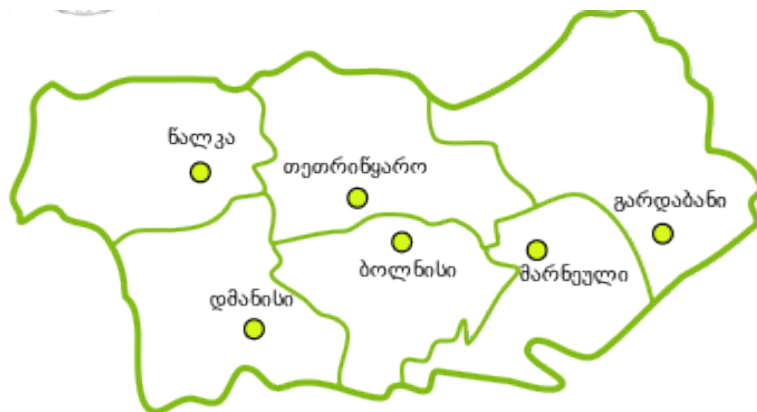 წალკა
თეთრიწყარო
გარდაბანი
ბოლნისი
მარნეული
დმანისი